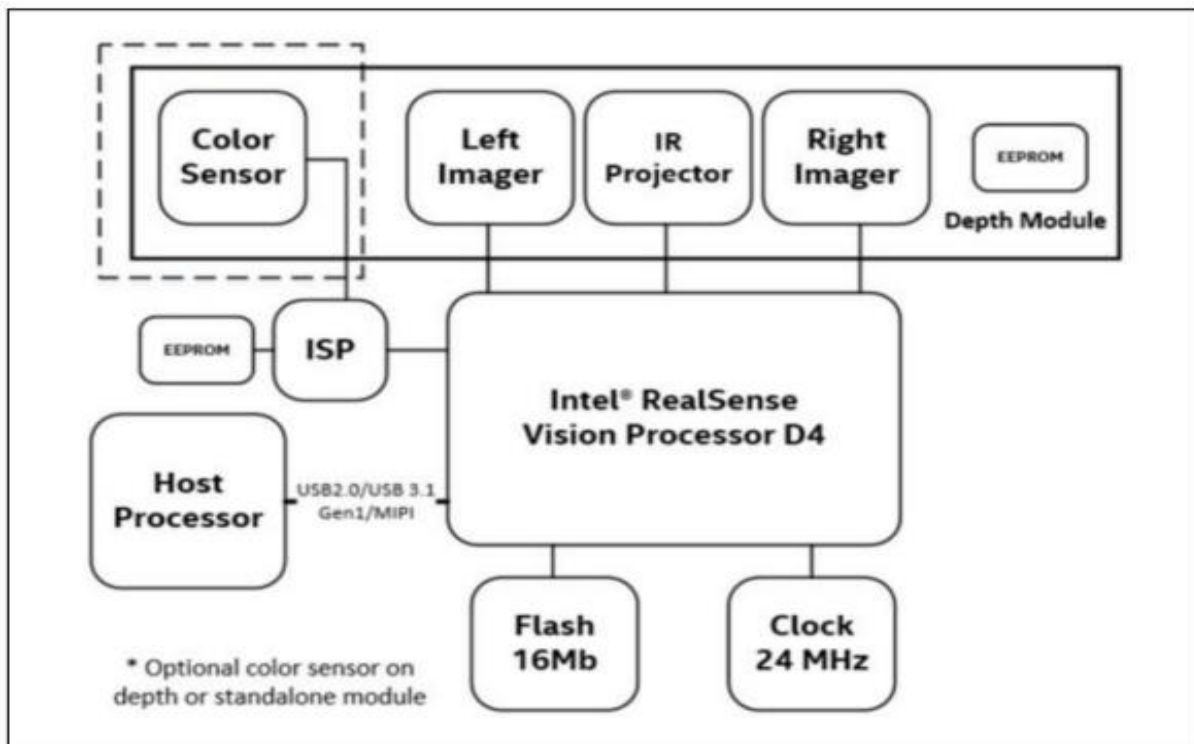 Color
Sensor
Left
Imager
IR
Projector
Right
Imager
EEPROM
Depth Module
EEPROM
ISP
Intel® RealSense
Vision Processor D4
Host
Processor
USB2.0/USB 3.1
Gen1/MIPI
Flash
16Mb
Clock
24 MHz
* Optional color sensor on
depth or standalone module